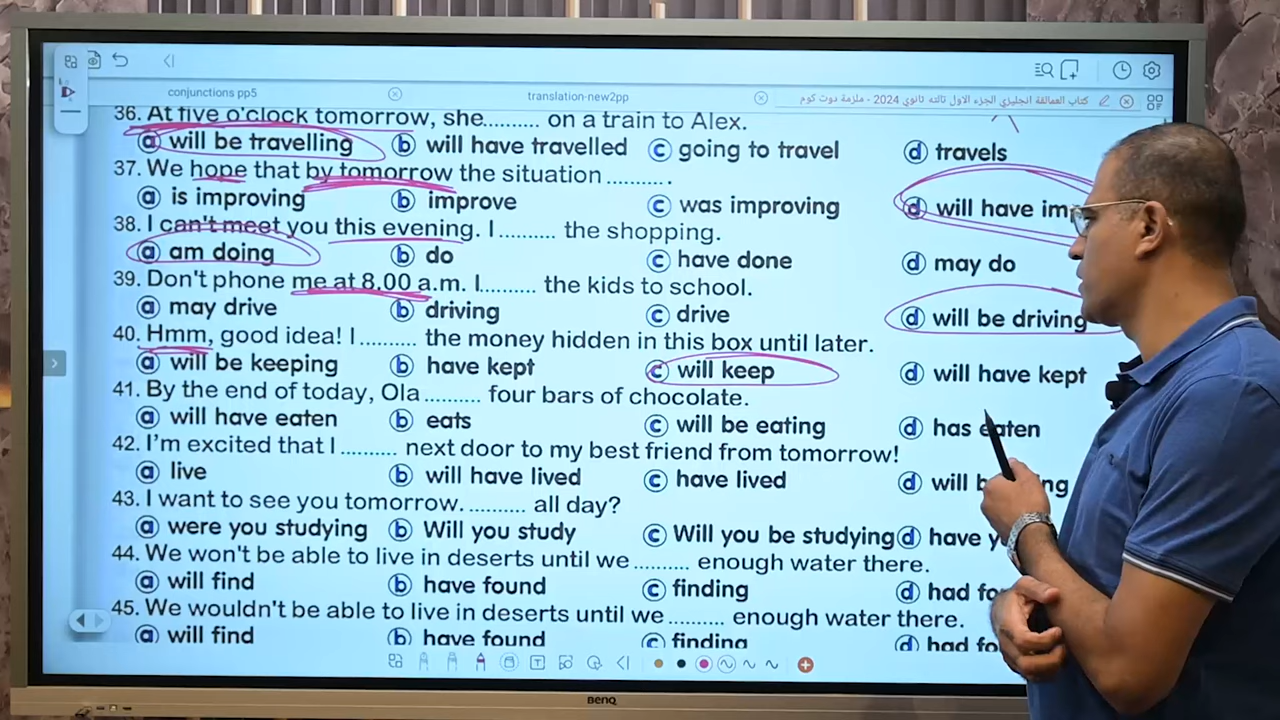 conjunctions pp5
translation-new2pp
كتاب العمالقة انجليزي الجزء الاول ثالثه ثانوي 2024 - ملزمة دوت كوم
36. At five o'clock tomorrow, she.......... on a train to Alex.
a will be travelling b will have travelled c going to travel d travels
37. We hope that by tomorrow the situation ..........
a is improving b improve c was improving d will have
38. I can't meet you this evening. I.......... the shopping.
a am doing b do c have done d may do
39. Don't phone me at 8.00 a.m. I.......... the kids to school.
a may drive b driving c drive d will be driving
40. Hmm, good idea! I.......... the money hidden in this box until later.
a will be keeping b have kept c will keep d will have kept
41. By the end of today, Ola.......... four bars of chocolate.
a will have eaten b eats c will be eating d has eaten
42. I'm excited that I.......... next door to my best friend from tomorrow!
a live b will have lived c have lived d will
43. I want to see you tomorrow........... all day?
a were you studying b Will you study c Will you be studying d have
44. We won't be able to live in deserts until we.......... enough water there.
a will find b have found c finding d had
45. We wouldn't be able to live in deserts until we.......... enough water there.
a will find b have found c finding d had
BenQ